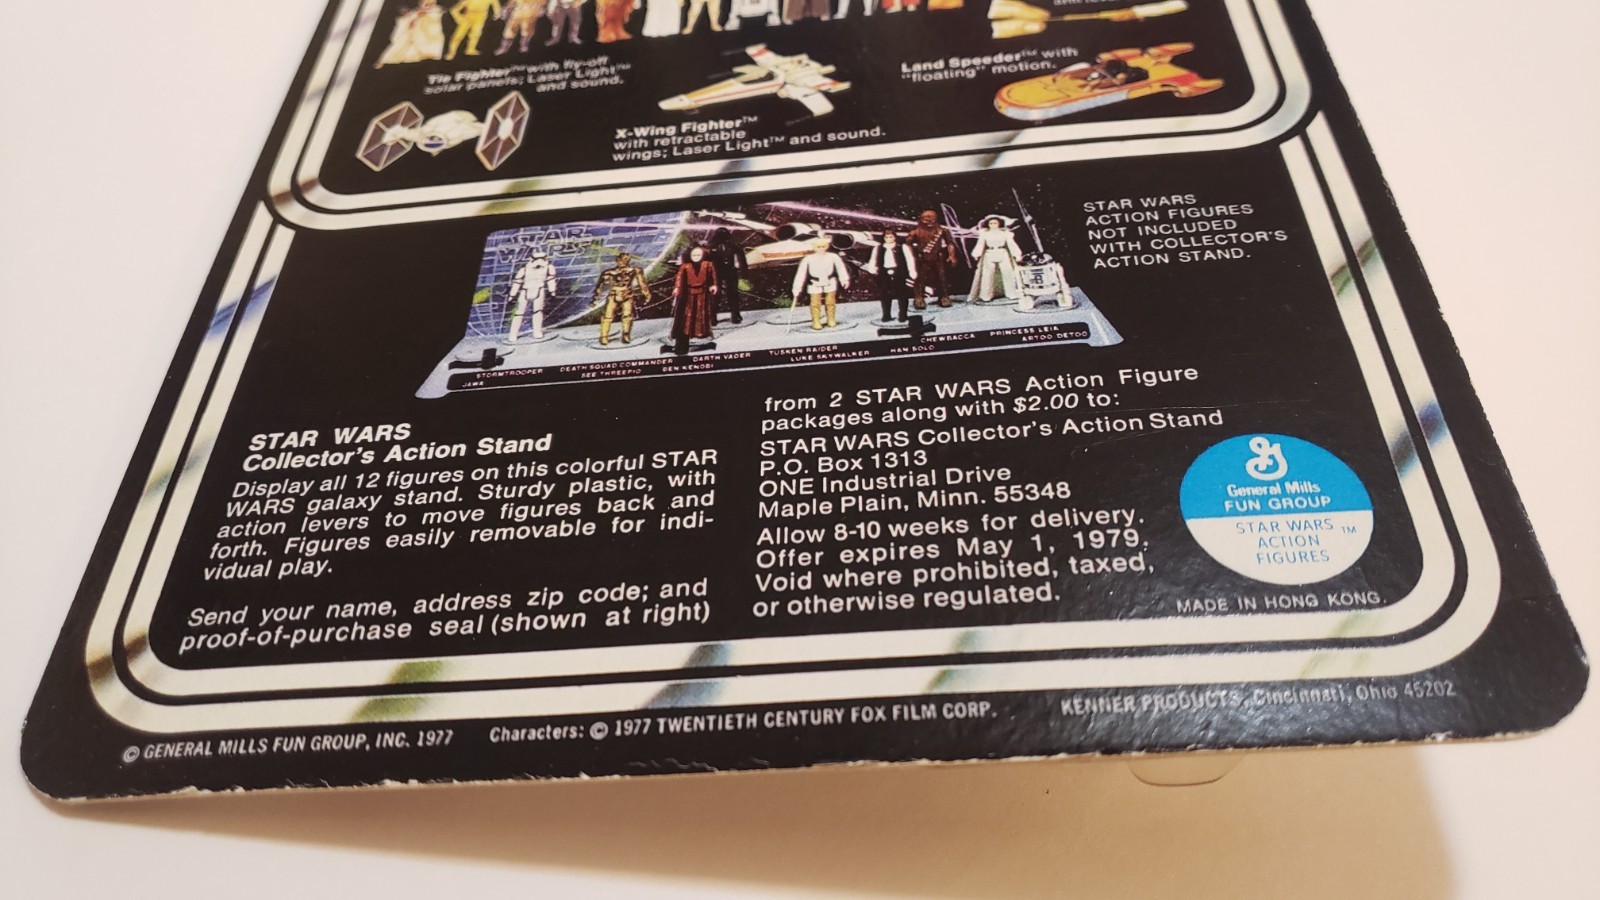 Tie Fighter™ with fly-off
solar panels; Laser Light™
and sound.
X-Wing Fighter™
with retractable
wings; Laser Light™ and sound.
Land Speeder™ with
"floating" motion.
STAR WARS
ACTION FIGURES
NOT INCLUDED
WITH COLLECTOR'S
ACTION STAND.
STAR
WARS
STORMTROOPER DEATH SQUAD COMMANDER DARTH VADER TUSKEN RAIDER CHEWBACCA PRINCESS LEIA
JAWA SEE THREEPIO BEN KENOBI LUKE SKYWALKER HAN SOLO ARTOO DETOO
STAR WARS
Collector's Action Stand
Display all 12 figures on this colorful STAR
WARS galaxy stand. Sturdy plastic, with
action levers to move figures back and
forth. Figures easily removable for indi-
vidual play.
Send your name, address zip code; and
proof-of-purchase seal (shown at right)
from 2 STAR WARS Action Figure
packages along with $2.00 to:
STAR WARS Collector's Action Stand
P.O. Box 1313
ONE Industrial Drive
Maple Plain, Minn. 55348
Allow 8-10 weeks for delivery.
Offer expires May 1, 1979.
Void where prohibited, taxed,
or otherwise regulated.
G
General Mills
FUN GROUP
STAR WARS ™
ACTION
FIGURES
MADE IN HONG KONG.
© GENERAL MILLS FUN GROUP, INC. 1977 Characters: © 1977 TWENTIETH CENTURY FOX FILM CORP. KENNER PRODUCTS, Cincinnati, Ohio 45202